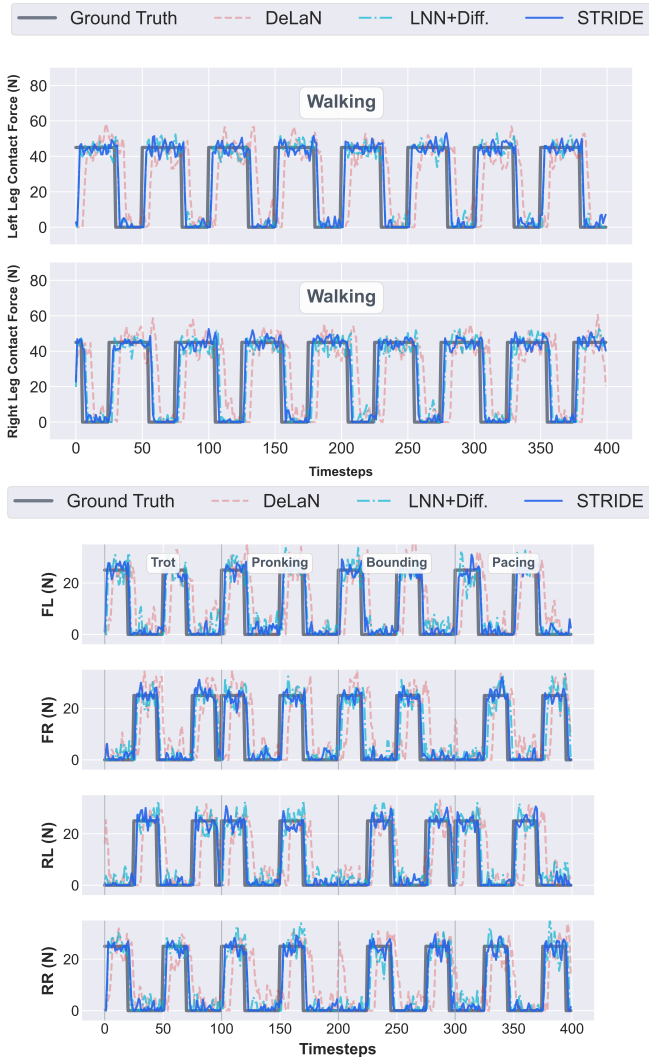 Ground Truth DeLaN LNN+Diff. STRIDE
80
60
40
20
0
Left Leg Contact Force (N)
Walking
80
60
40
20
0
Right Leg Contact Force (N)
Walking
0 50 100 150 200 250 300 350 400
Timesteps
Ground Truth DeLaN LNN+Diff. STRIDE
Trot Pronking Bounding Pacing
20
0
FL (N)
20
0
FR (N)
20
0
RL (N)
20
0
RR (N)
0 50 100 150 200 250 300 350 400
Timesteps